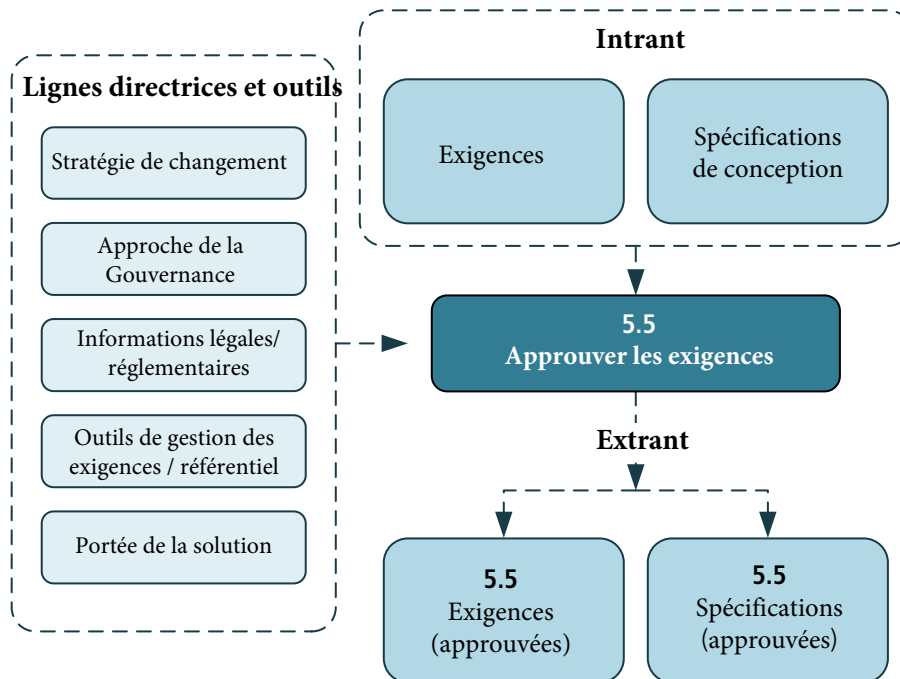 Lignes directrices et outils
Stratégie de changement
Approche de la
Gouvernance
Informations légales/
réglementaires
Outils de gestion des
exigences / référentiel
Portée de la solution
Intrant
Exigences
Spécifications
de conception
5.5
Approuver les exigences
Extrant
5.5
Exigences
(approuvées)
5.5
Spécifications
(approuvées)